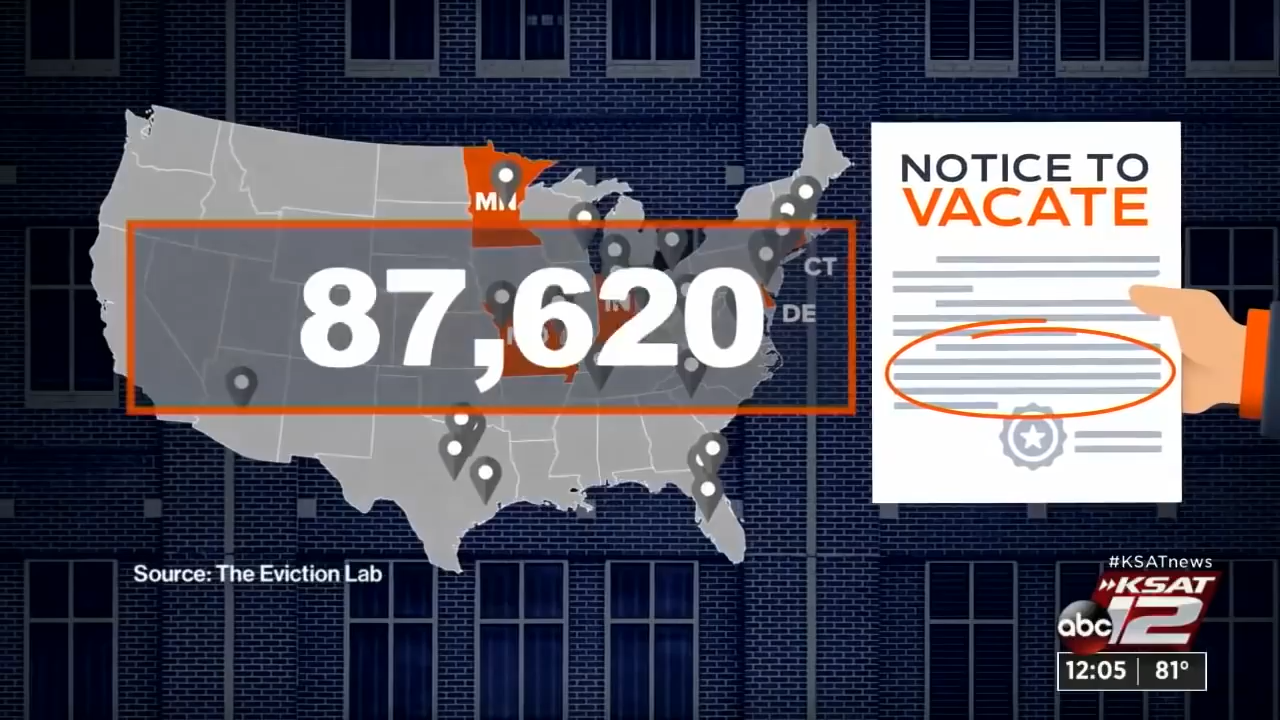 NOTICE TO
VACATE
MN
87,620
CT
IN
DE
MO
Source: The Eviction Lab
#KSATnews
KSAT
abc 12
12:05 81°